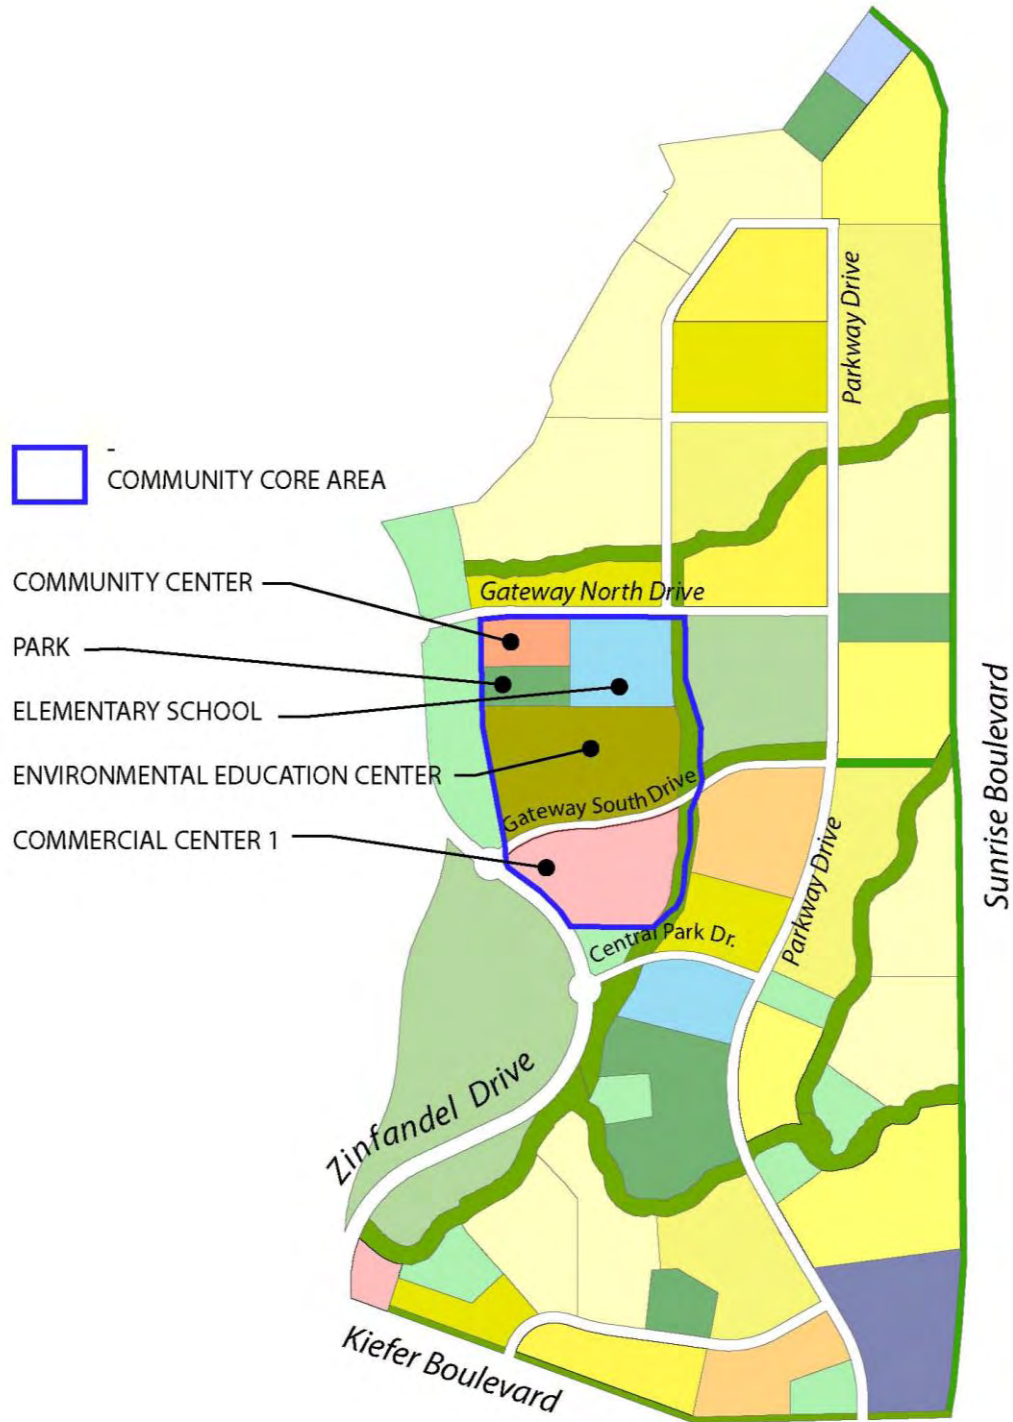 -
COMMUNITY CORE AREA
COMMUNITY CENTER
PARK
ELEMENTARY SCHOOL
ENVIRONMENTAL EDUCATION CENTER
COMMERCIAL CENTER 1
Parkway Drive
Gateway North Drive
Gateway South Drive
Central Park Dr.
Parkway Drive
Sunrise Boulevard
Zinfandel Drive
Kiefer Boulevard